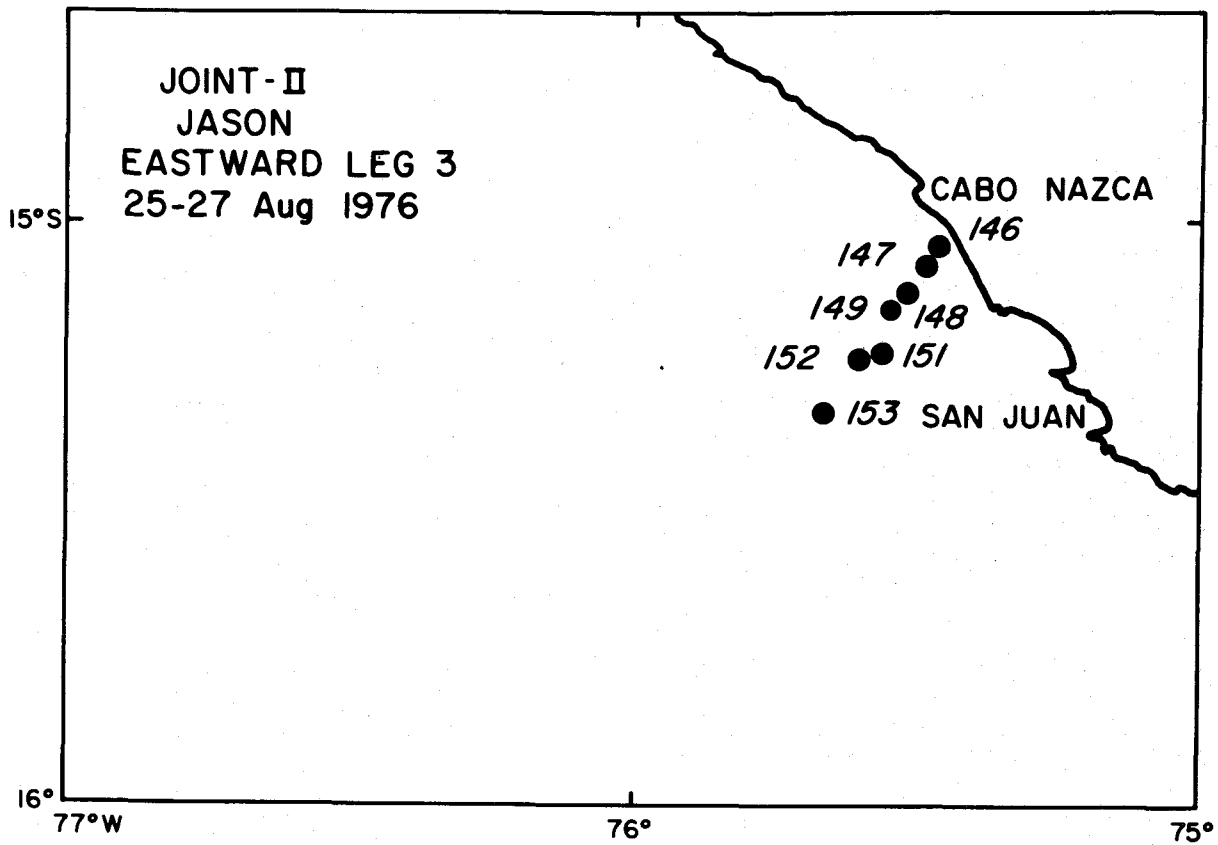 JOINT-II
JASON
EASTWARD LEG 3
25-27 Aug 1976
CABO NAZCA
15°S
146
147
149
148
152
151
153
SAN JUAN
16°
77°W
76°
75°